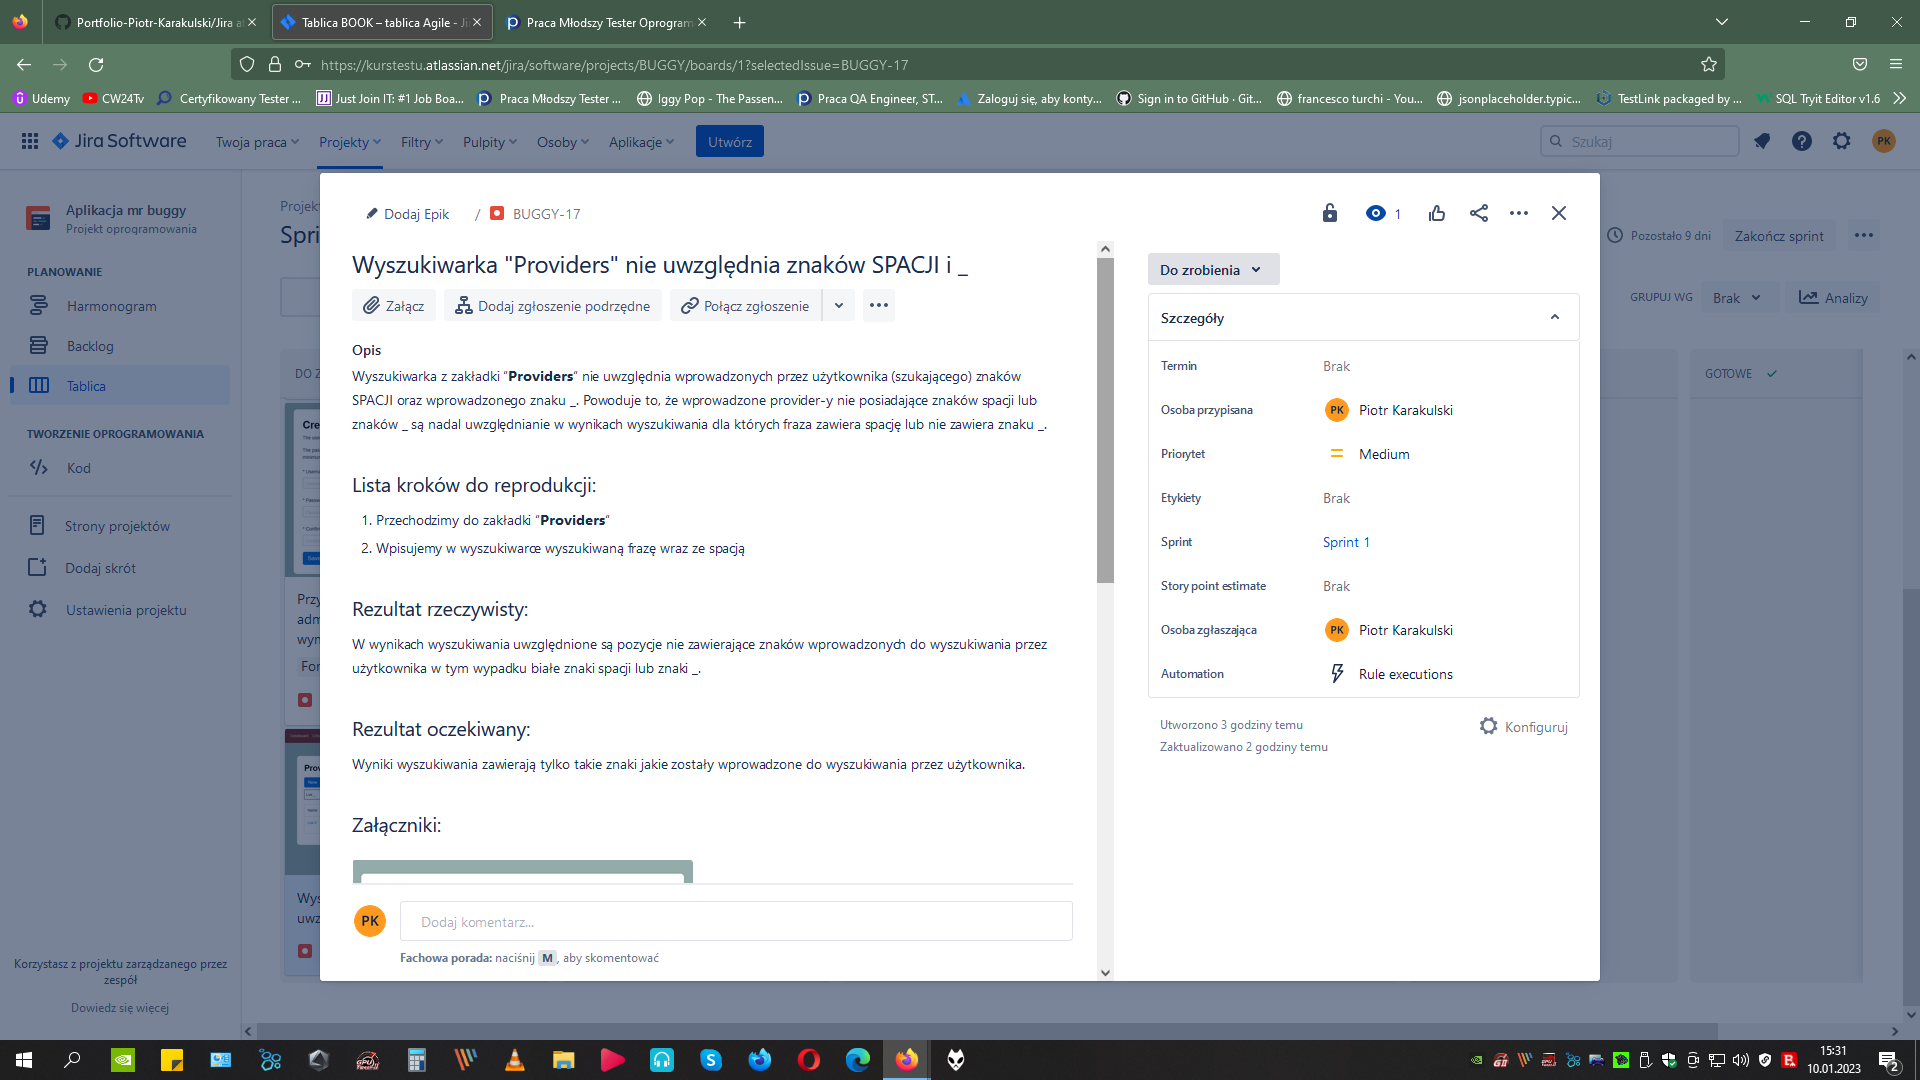 Portfolio-Piotr-Karakulski/Jira a
Tablica BOOK – tablica Agile - Ji
Praca Młodszy Tester Oprogram
https://kurstestu.atlassian.net/jira/software/projects/BUGGY/boards/1?selectedIssue=BUGGY-17
Udemy
CW24Tv
Certyfikowany Tester ...
Just Join IT: #1 Job Boa...
Praca Młodszy Tester ...
Iggy Pop - The Passen...
Praca QA Engineer, ST...
Zaloguj się, aby konty...
Sign in to GitHub · Git...
francesco turchi - You...
jsonplaceholder.typic...
TestLink packaged by ...
SQL Tryit Editor v1.6
Jira Software
Twoja praca
Projekty
Filtry
Pulpity
Osoby
Aplikacje
Utwórz
Szukaj
PK
Aplikacja mr buggy
Projekt oprogramowania
PLANOWANIE
Harmonogram
Backlog
Tablica
TWORZENIE OPROGRAMOWANIA
Kod
Strony projektów
Dodaj skrót
Ustawienia projektu
Korzystasz z projektu zarządzanego przez
zespół
Dowiedz się więcej
Projekt
Spri
DO Z
Cre
Przy
adm
wyn
For
Prov
Wys
uwz
Pozostało 9 dni
Zakończ sprint
GRUPUJ WG
Brak
Analizy
GOTOWE
Dodaj Epik
/
BUGGY-17
1
Wyszukiwarka "Providers" nie uwzględnia znaków SPACJI i _
Załącz
Dodaj zgłoszenie podrzędne
Połącz zgłoszenie
Opis
Wyszukiwarka z zakładki “Providers“ nie uwzględnia wprowadzonych przez użytkownika (szukającego) znaków
SPACJI oraz wprowadzonego znaku _. Powoduje to, że wprowadzone provider-y nie posiadające znaków spacji lub
znaków _ są nadal uwzględnianie w wynikach wyszukiwania dla których fraza zawiera spację lub nie zawiera znaku _.
Lista kroków do reprodukcji:
1. Przechodzimy do zakładki “Providers“
2. Wpisujemy w wyszukiwarce wyszukiwaną frazę wraz ze spacją
Rezultat rzeczywisty:
W wynikach wyszukiwania uwzględnione są pozycje nie zawierające znaków wprowadzonych do wyszukiwania przez
użytkownika w tym wypadku białe znaki spacji lub znaki _.
Rezultat oczekiwany:
Wyniki wyszukiwania zawierają tylko takie znaki jakie zostały wprowadzone do wyszukiwania przez użytkownika.
Załączniki:
PK
Dodaj komentarz...
Fachowa porada: naciśnij M, aby skomentować
Do zrobienia
Szczegóły
Termin
Brak
Osoba przypisana
PK Piotr Karakulski
Priorytet
Medium
Etykiety
Brak
Sprint
Sprint 1
Story point estimate
Brak
Osoba zgłaszająca
PK Piotr Karakulski
Automation
Rule executions
Utworzono 3 godziny temu
Zaktualizowano 2 godziny temu
Konfiguruj
15:31
10.01.2023
2